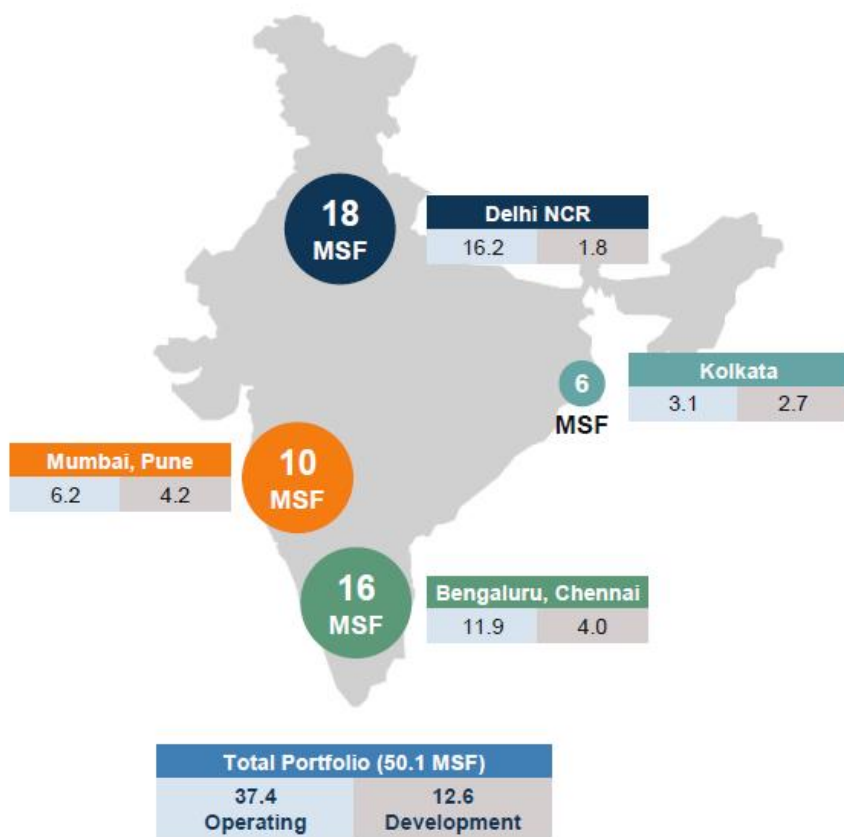 18
MSF
Delhi NCR
16.2 1.8
6
MSF
Kolkata
3.1 2.7
Mumbai, Pune
6.2 4.2
10
MSF
16
MSF
Bengaluru, Chennai
11.9 4.0
Total Portfolio (50.1 MSF)
37.4 12.6
Operating Development